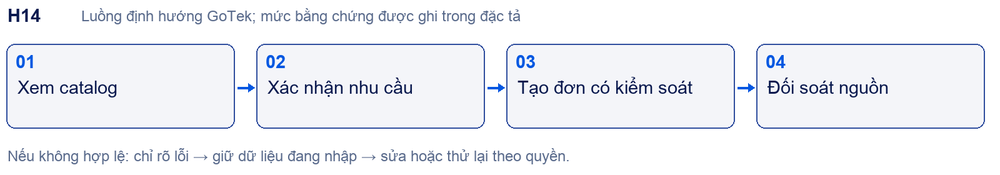 H14
Luồng định hướng GoTek; mức bằng chứng được ghi trong đặc tả
01
Xem catalog
02
Xác nhận nhu cầu
03
Tạo đơn có kiểm soát
04
Đối soát nguồn
Nếu không hợp lệ: chỉ rõ lỗi → giữ dữ liệu đang nhập → sửa hoặc thử lại theo quyền.